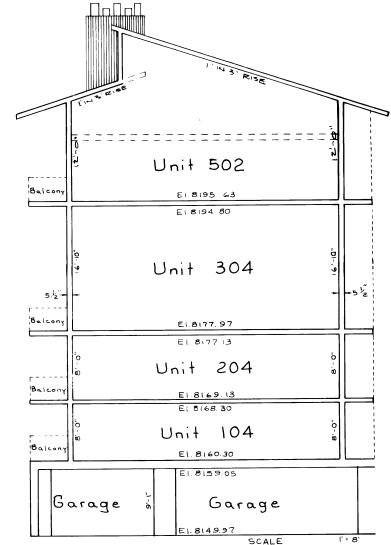 1' IN 3' RISE
1' IN 3' RISE
12'-0" 12'-0"
Unit 502
Balcony El. 8195.63
El. 8194.80
16'-10" 16'-10"
Unit 304
5 ½" 5 ½"
Balcony El. 8177.97
El. 8177.13
8'-0" Unit 204 8'-0"
Balcony El. 8169.13
El. 8168.30
8'-0" Unit 104 8'-0"
Balcony El. 8160.30
El. 8159.05
Garage 9'-1" Garage
El. 8149.97
SCALE 1" = 8'